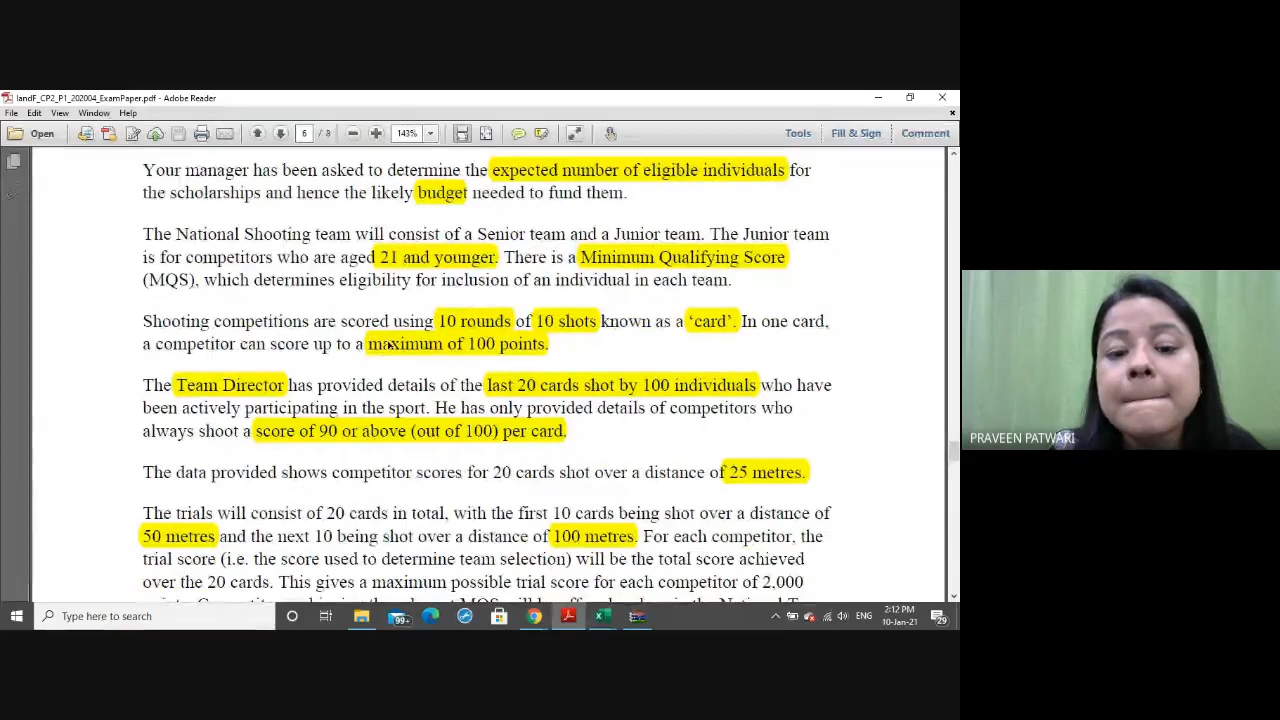 IandF_CP2_P1_202004_ExamPaper.pdf - Adobe Reader
File Edit View Window Help
Open 6 / 8 143% Tools Fill & Sign Comment
Your manager has been asked to determine the expected number of eligible individuals for
the scholarships and hence the likely budget needed to fund them.
The National Shooting team will consist of a Senior team and a Junior team. The Junior team
is for competitors who are aged 21 and younger. There is a Minimum Qualifying Score
(MQS), which determines eligibility for inclusion of an individual in each team.
Shooting competitions are scored using 10 rounds of 10 shots known as a ‘card’. In one card,
a competitor can score up to a maximum of 100 points.
The Team Director has provided details of the last 20 cards shot by 100 individuals who have
been actively participating in the sport. He has only provided details of competitors who
always shoot a score of 90 or above (out of 100) per card.
The data provided shows competitor scores for 20 cards shot over a distance of 25 metres.
The trials will consist of 20 cards in total, with the first 10 cards being shot over a distance of
50 metres and the next 10 being shot over a distance of 100 metres. For each competitor, the
trial score (i.e. the score used to determine team selection) will be the total score achieved
over the 20 cards. This gives a maximum possible trial score for each competitor of 2,000
PRAVEEN PATWARI
Type here to search
99+
ENG
2:12 PM
10-Jan-21
29